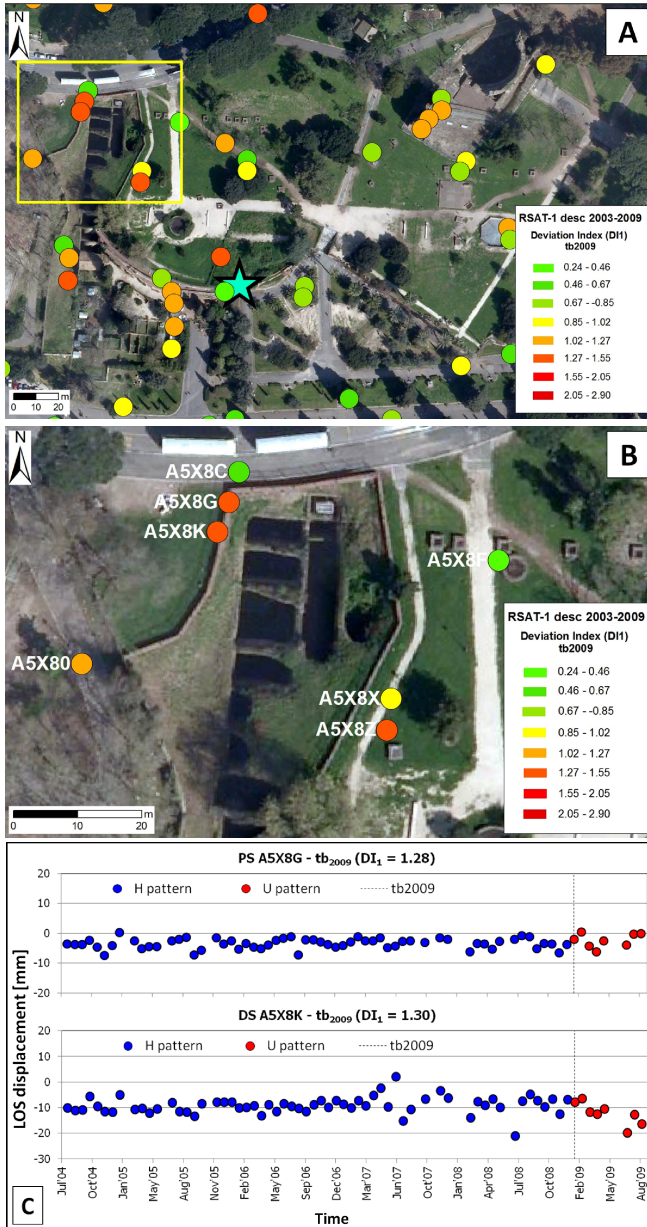 N
A
RSAT-1 desc 2003-2009
Deviation Index (DI1)
tb2009
0.24 - 0.46
0.46 - 0.67
0.67 --0.85
0.85 - 1.02
1.02 - 1.27
1.27 - 1.55
1.55 - 2.05
2.05 - 2.90
0 10 20 m
N
B
A5X8C
A5X8G
A5X8K
A5X8F
A5X80
A5X8X
A5X8Z
RSAT-1 desc 2003-2009
Deviation Index (DI1)
tb2009
0.24 - 0.46
0.46 - 0.67
0.67 --0.85
0.85 - 1.02
1.02 - 1.27
1.27 - 1.55
1.55 - 2.05
2.05 - 2.90
0 10 20 m
PS A5X8G - tb2009 (DI1 = 1.28)
H pattern U pattern tb2009
20
10
0
-10
-20
DS A5X8K - tb2009 (DI1 = 1.30)
H pattern U pattern tb2009
20
10
0
-10
-20
-30
LOS displacement [mm]
Jul'04 Oct'04 Jan'05 May'05 Aug'05 Nov'05 Mar'06 Jun'06 Sep'06 Dec'06 Mar'07 Jun'07 Oct'07 Jan'08 Apr'08 Jul'08 Nov'08 Feb'09 May'09 Aug'09
Time
C